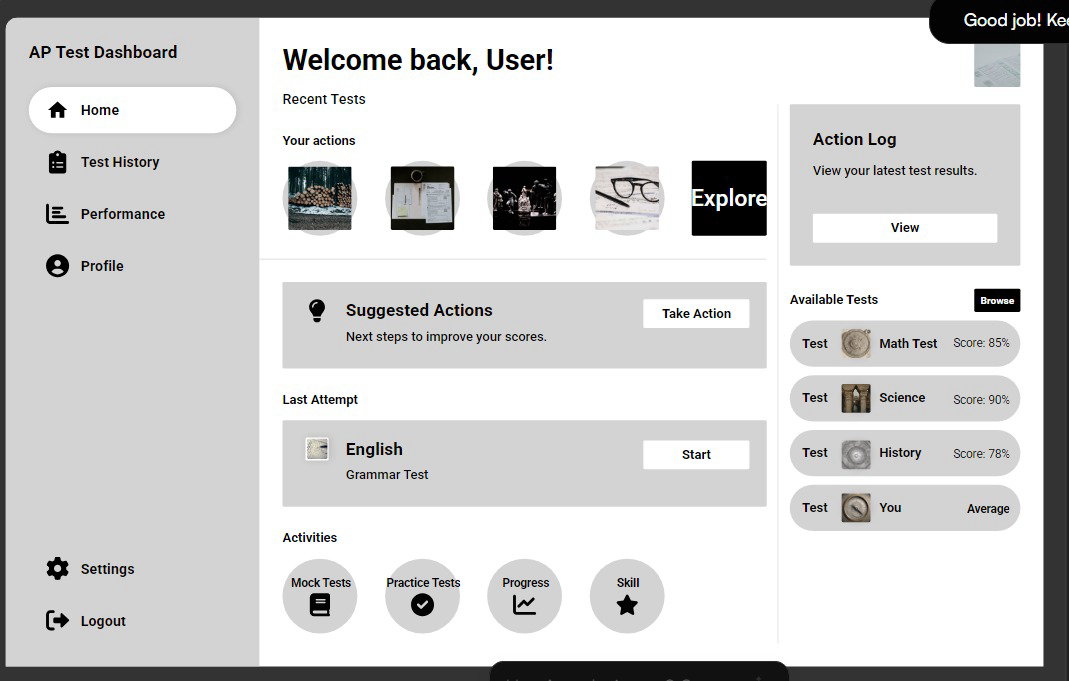 Good job! Kee
AP Test Dashboard
Home
Test History
Performance
Profile
Settings
Logout
Welcome back, User!
Recent Tests
Your actions
Explore
Suggested Actions
Next steps to improve your scores.
Take Action
Last Attempt
English
Grammar Test
Start
Activities
Mock Tests
Practice Tests
Progress
Skill
Action Log
View your latest test results.
View
Available Tests
Browse
Test Math Test Score: 85%
Test Science Score: 90%
Test History Score: 78%
Test You Average